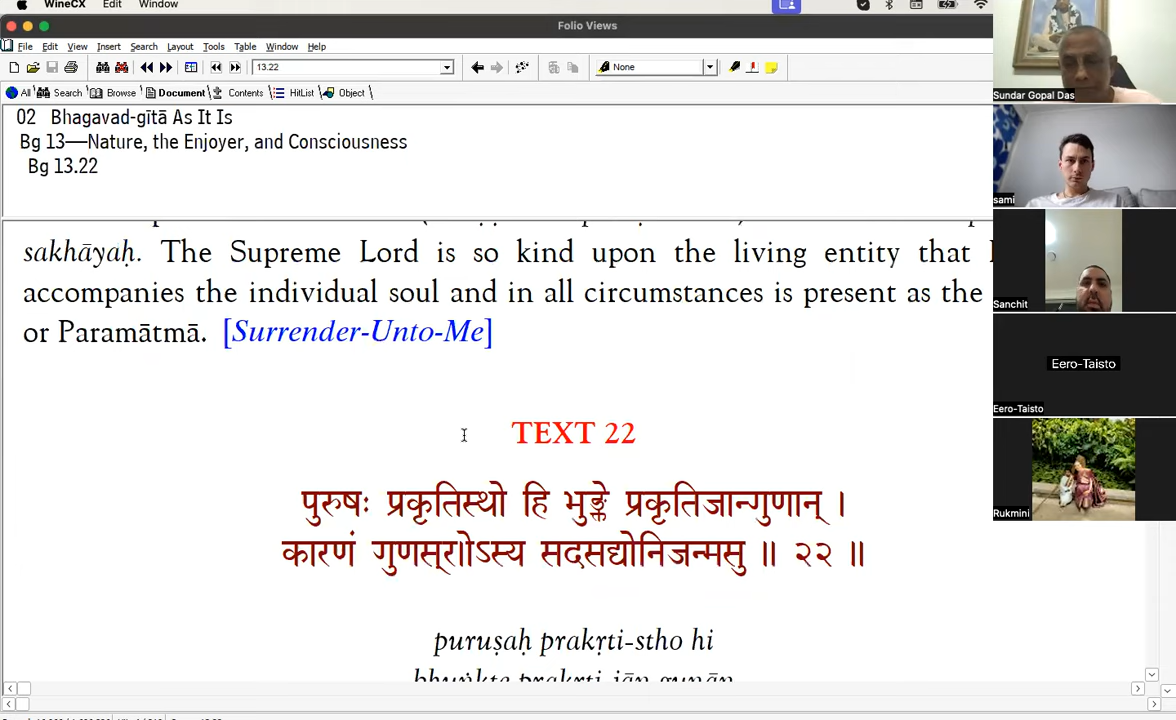 WineCX Edit Window
Folio Views
File Edit View Insert Search Layout Tools Table Window Help
13.22 None
All Search Browse Document Contents HitList Object
02 Bhagavad-gītā As It Is
Bg 13—Nature, the Enjoyer, and Consciousness
Bg 13.22
sakhāyaḥ. The Supreme Lord is so kind upon the living entity that
accompanies the individual soul and in all circumstances is present as the
or Paramātmā. [Surrender-Unto-Me]
TEXT 22
पुरुषः प्रकृतिस्थो हि भुङ्क्ते प्रकृतिजान्गुणान् ।
कारणं गुणसङ्गोऽस्य सदसद्योनिजन्मसु ॥ २२ ॥
puruṣaḥ prakṛti-stho hi
bhuṅkte prakṛti-jān guṇān
Sundar Gopal Das
sami
Sanchit
Eero-Taisto
Eero-Taisto
Rukmini